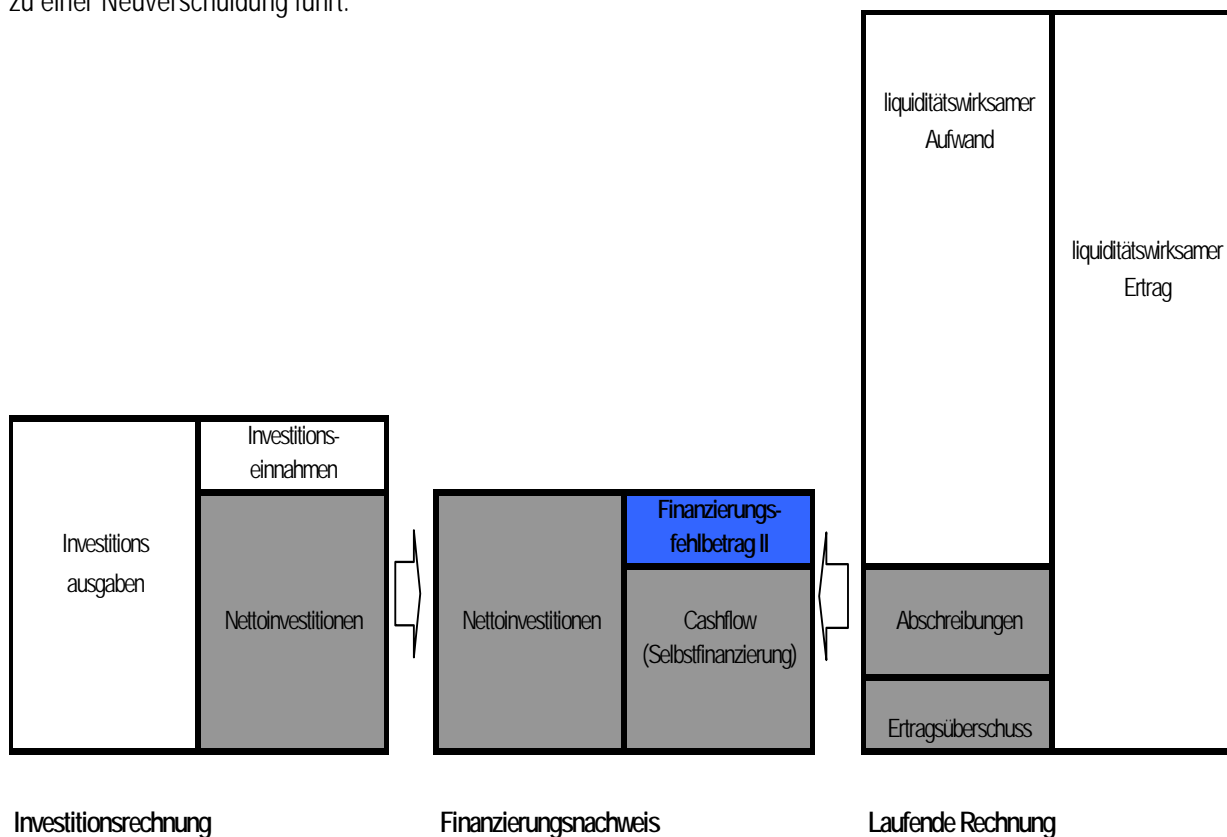 zu einer Neuverschuldung führt.
liquiditätswirksamer
Aufwand
liquiditätswirksamer
Ertrag
Investitions-
einnahmen
Investitions
ausgaben
Nettoinvestitionen
Finanzierungs-
fehlbetrag II
Nettoinvestitionen
Cashflow
(Selbstfinanzierung)
Abschreibungen
Ertragsüberschuss
Investitionsrechnung
Finanzierungsnachweis
Laufende Rechnung